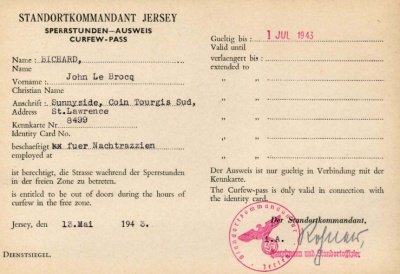 STANDORTKOMMANDANT JERSEY
SPERRSTUNDEN—AUSWEIS
CURFEW-PASS
Name : BICHARD,
Name
Vorname : John Le Brocq
Christian Name
Anschrift : Sunnyside, Coin Tourgis Sud,
Address St.Lawrence
Kennkarte Nr 8499
Identity Card No.
beschaeftigt xx fuer Nachtrazzien
employed at
ist berechtigt, die Strasse waehrend der Sperrstunden
in der freien Zone zu betreten.
is entitled to be out of doors during the hours of
curfew in the free zone.
Jersey, den 13.Mai 1943.
DIENSTSIEGEL.
Gueltig bis : 1 JUL 1943
Valid until
verlaengert bis :
extended to
" "
" "
" "
" "
" "
" "
Der Ausweis ist nur gueltig in Verbindung mit der
Kennkarte.
The Curfew-pass is only valid in connection with
the identity card.
Der Standortkommandant,
I.A.